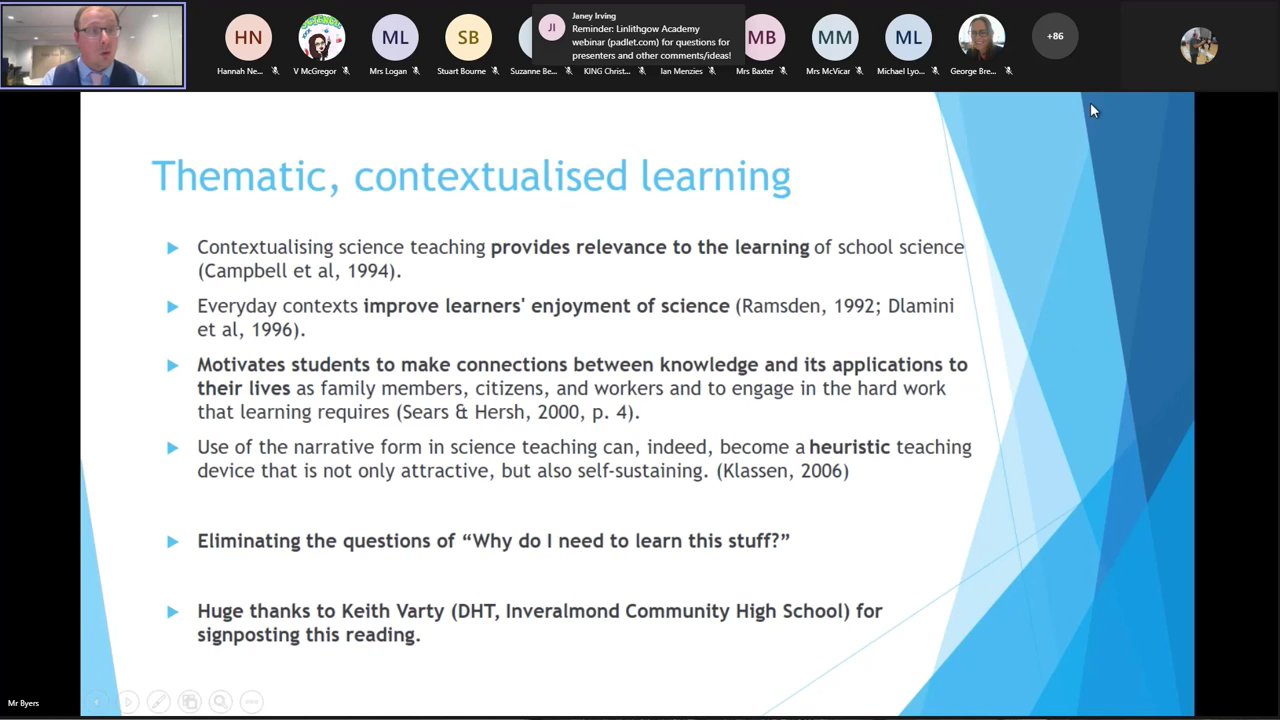 Janey Irving
JI
Reminder: Linlithgow Academy
webinar (padlet.com) for questions for
presenters and other comments/ideas!
HN
ML
SB
MB
MM
ML
+86
Hannah Ne...
V McGregor
Mrs Logan
Stuart Bourne
Suzanne Be...
KING Christ...
Ian Menzies
Mrs Baxter
Mrs McVicar
Michael Lyo...
George Bre...
Thematic, contextualised learning
Contextualising science teaching provides relevance to the learning of school science
(Campbell et al, 1994).
Everyday contexts improve learners' enjoyment of science (Ramsden, 1992; Dlamini
et al, 1996).
Motivates students to make connections between knowledge and its applications to
their lives as family members, citizens, and workers and to engage in the hard work
that learning requires (Sears & Hersh, 2000, p. 4).
Use of the narrative form in science teaching can, indeed, become a heuristic teaching
device that is not only attractive, but also self-sustaining. (Klassen, 2006)
Eliminating the questions of “Why do I need to learn this stuff?”
Huge thanks to Keith Varty (DHT, Inveralmond Community High School) for
signposting this reading.
Mr Byers